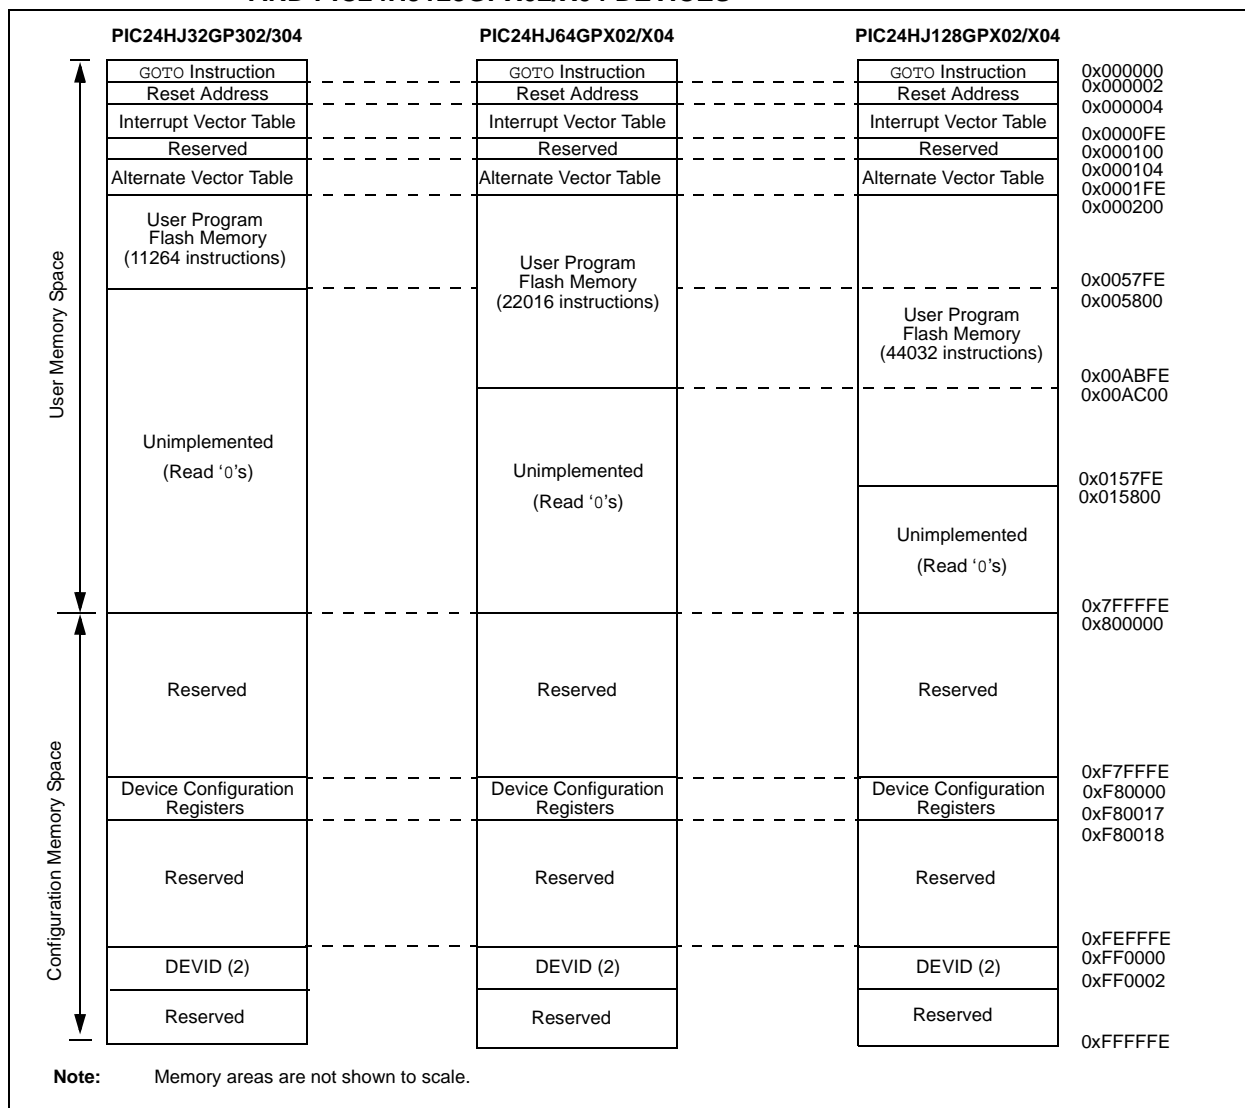 PIC24HJ32GP302/304
PIC24HJ64GPX02/X04
PIC24HJ128GPX02/X04
GOTO Instruction
GOTO Instruction
GOTO Instruction
0x000000
Reset Address
Reset Address
Reset Address
0x000002
0x000004
Interrupt Vector Table
Interrupt Vector Table
Interrupt Vector Table
0x0000FE
Reserved
Reserved
Reserved
0x000100
0x000104
Alternate Vector Table
Alternate Vector Table
Alternate Vector Table
0x0001FE
0x000200
User Memory Space
User Program
Flash Memory
(11264 instructions)
User Program
Flash Memory
(22016 instructions)
User Program
Flash Memory
(44032 instructions)
0x0057FE
0x005800
0x00ABFE
0x00AC00
Unimplemented
(Read ‘0’s)
Unimplemented
(Read ‘0’s)
Unimplemented
(Read ‘0’s)
0x0157FE
0x015800
0x7FFFFE
0x800000
Configuration Memory Space
Reserved
Reserved
Reserved
0xF7FFFE
Device Configuration
Registers
Device Configuration
Registers
Device Configuration
Registers
0xF80000
0xF80017
0xF80018
Reserved
Reserved
Reserved
0xFEFFFE
DEVID (2)
DEVID (2)
DEVID (2)
0xFF0000
0xFF0002
Reserved
Reserved
Reserved
0xFFFFFE
Note: Memory areas are not shown to scale.